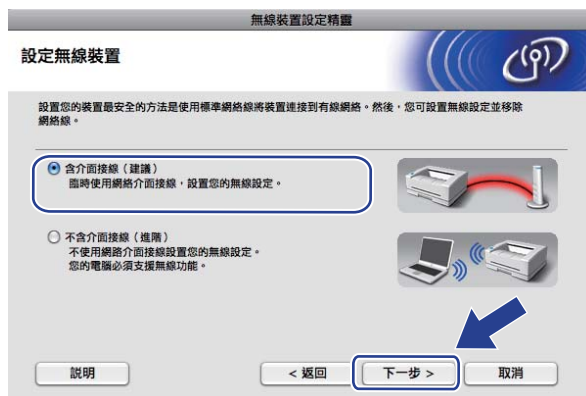 無線裝置設定精靈
設定無線裝置
設置您的裝置最安全的方法是使用標準網絡線將裝置連接到有線網絡。然後，您可設置無線設定並移除
網絡線。
含介面接線（建議）
臨時使用網絡介面接線，設置您的無線設定。
不含介面接線（進階）
不使用網路介面接線設置您的無線設定。
您的電腦必須支援無線功能。
説明
< 返回
下一步 >
取消